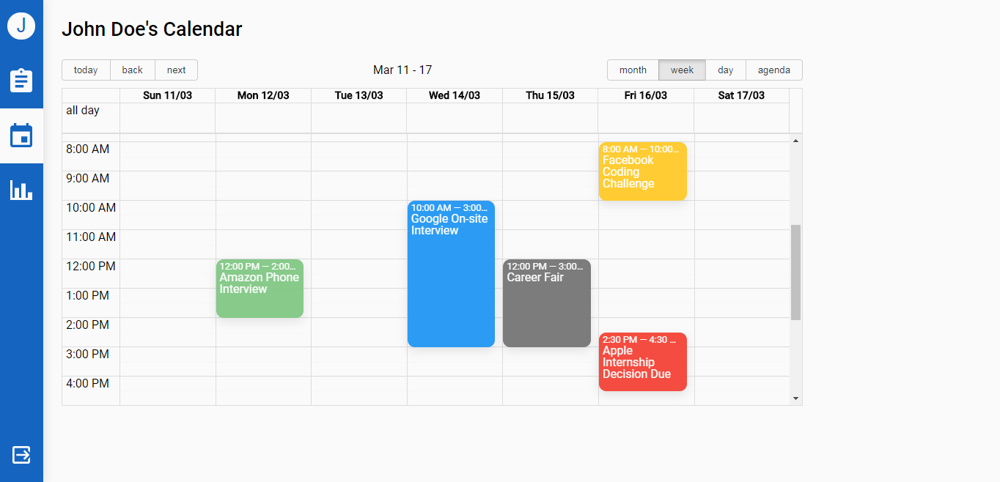 J
John Doe's Calendar
today back next
Mar 11 - 17
month week day agenda
Sun 11/03 Mon 12/03 Tue 13/03 Wed 14/03 Thu 15/03 Fri 16/03 Sat 17/03
all day
8:00 AM
9:00 AM
10:00 AM
11:00 AM
12:00 PM
1:00 PM
2:00 PM
3:00 PM
4:00 PM
12:00 PM — 2:00...
Amazon Phone
Interview
10:00 AM — 3:00...
Google On-site
Interview
12:00 PM — 3:00...
Career Fair
8:00 AM — 10:00...
Facebook
Coding
Challenge
2:30 PM — 4:30 ...
Apple
Internship
Decision Due